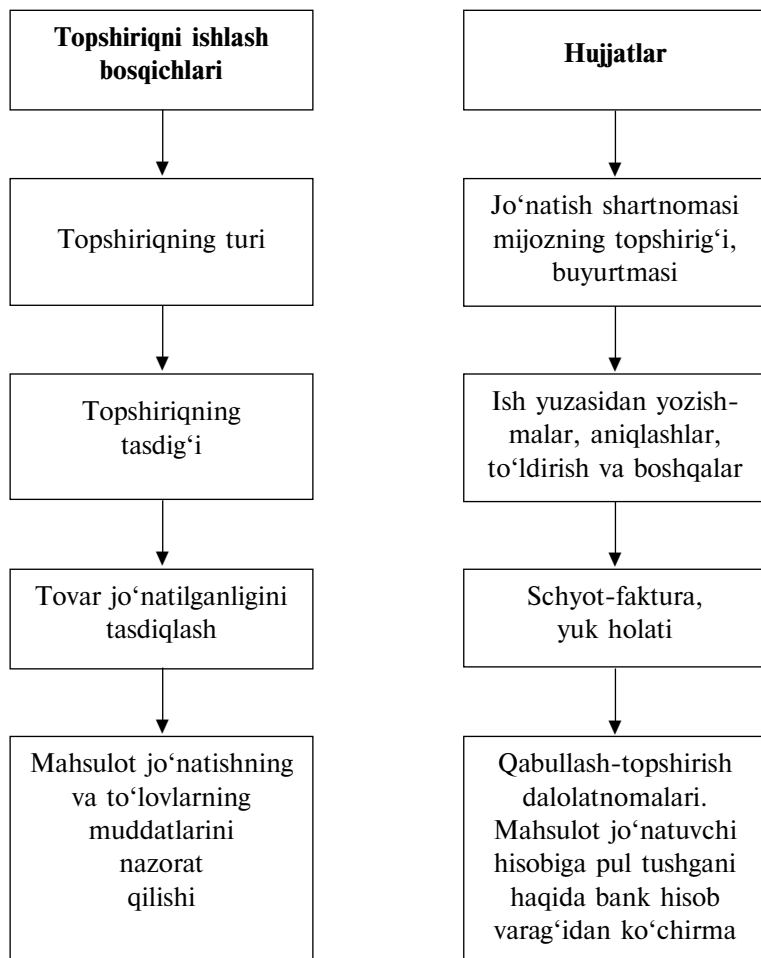 Topshiriqni ishlash
bosqichlari
Topshiriqning turi
Topshiriqning
tasdig‘i
Tovar jo‘natilganligini
tasdiqlash
Mahsulot jo‘natishning
va to‘lovlarning
muddatlarini
nazorat
qilishi
Hujjatlar
Jo‘natish shartnomasi
mijozning topshirig‘i,
buyurtmasi
Ish yuzasidan yozish-
malar, aniqlashlar,
to‘ldirish va boshqalar
Schyot-faktura,
yuk holati
Qabullash-topshirish
dalolatnomalari.
Mahsulot jo‘natuvchi
hisobiga pul tushgani
haqida bank hisob
varag‘idan ko‘chirma